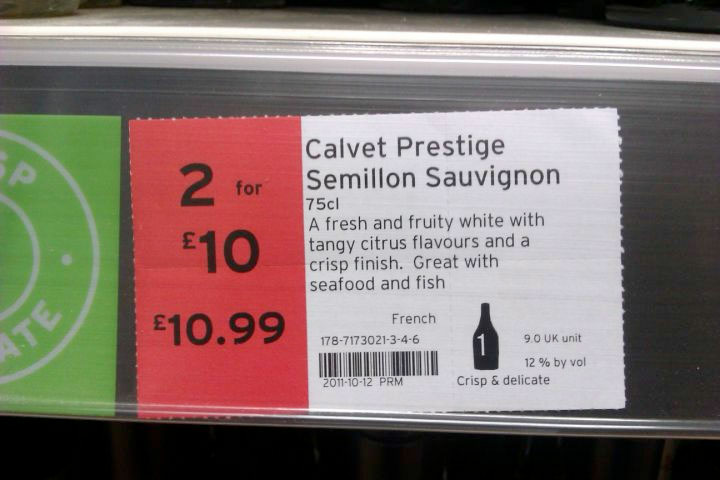 2 for
£10
£10.99
Calvet Prestige
Semillon Sauvignon
75cl
A fresh and fruity white with
tangy citrus flavours and a
crisp finish. Great with
seafood and fish
French
178-7173021-3-4-6
2011-10-12 PRM
1
9.0 UK unit
12 % by vol
Crisp & delicate